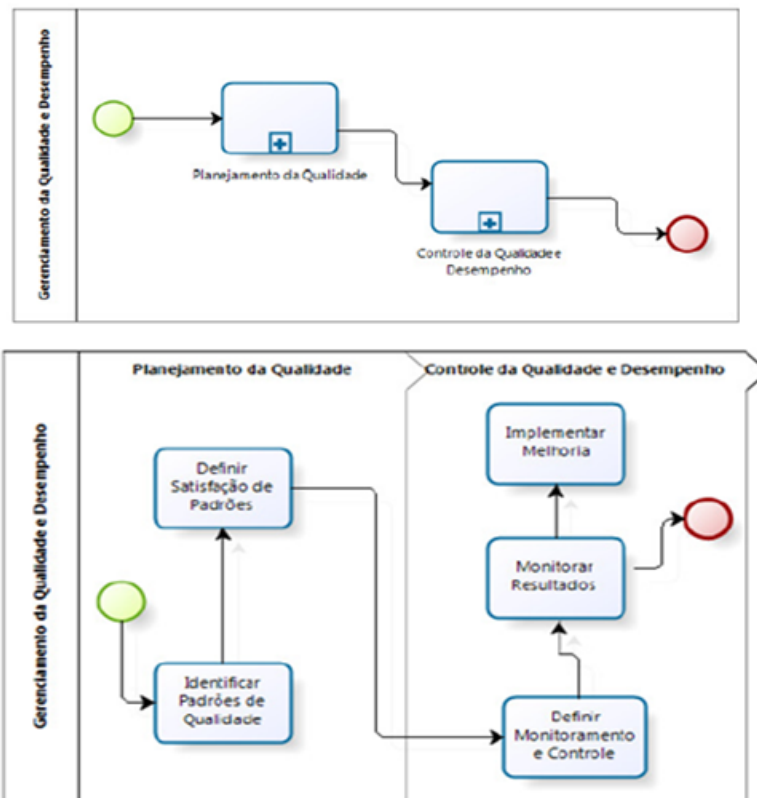 Gerenciamento da Qualidade e Desempenho
Planejamento da Qualidade
Controle da Qualidade e
Desempenho
Gerenciamento da Qualidade e Desempenho
Planejamento da Qualidade
Controle da Qualidade e Desempenho
Definir
Satisfação de
Padrões
Identificar
Padrões de
Qualidade
Implementar
Melhoria
Monitorar
Resultados
Definir
Monitoramento
e Controle